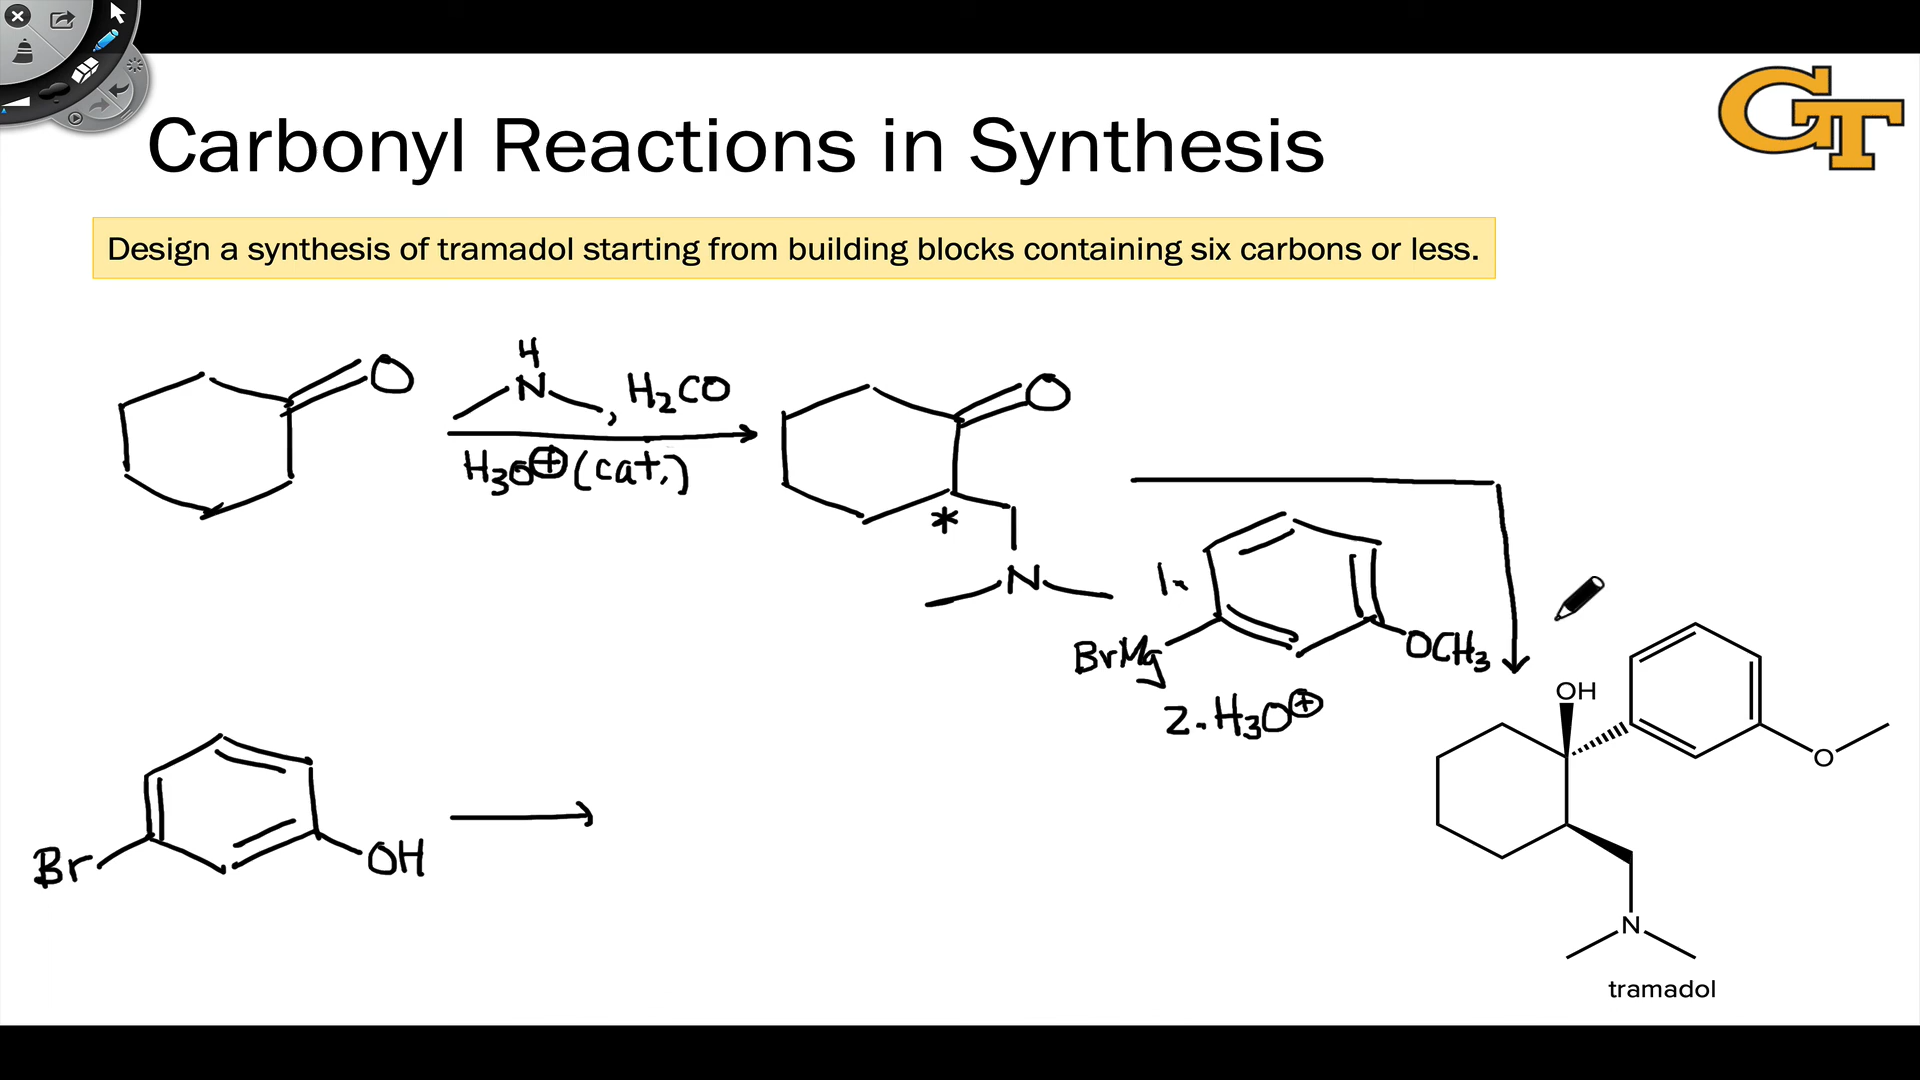 GT
Carbonyl Reactions in Synthesis
Design a synthesis of tramadol starting from building blocks containing six carbons or less.
O
H
N, H₂CO
H₃O⊕ (cat.)
O
*
N
1.
BrMg
OCH₃
2. H₃O⊕
OH
O
Br
OH
N
tramadol